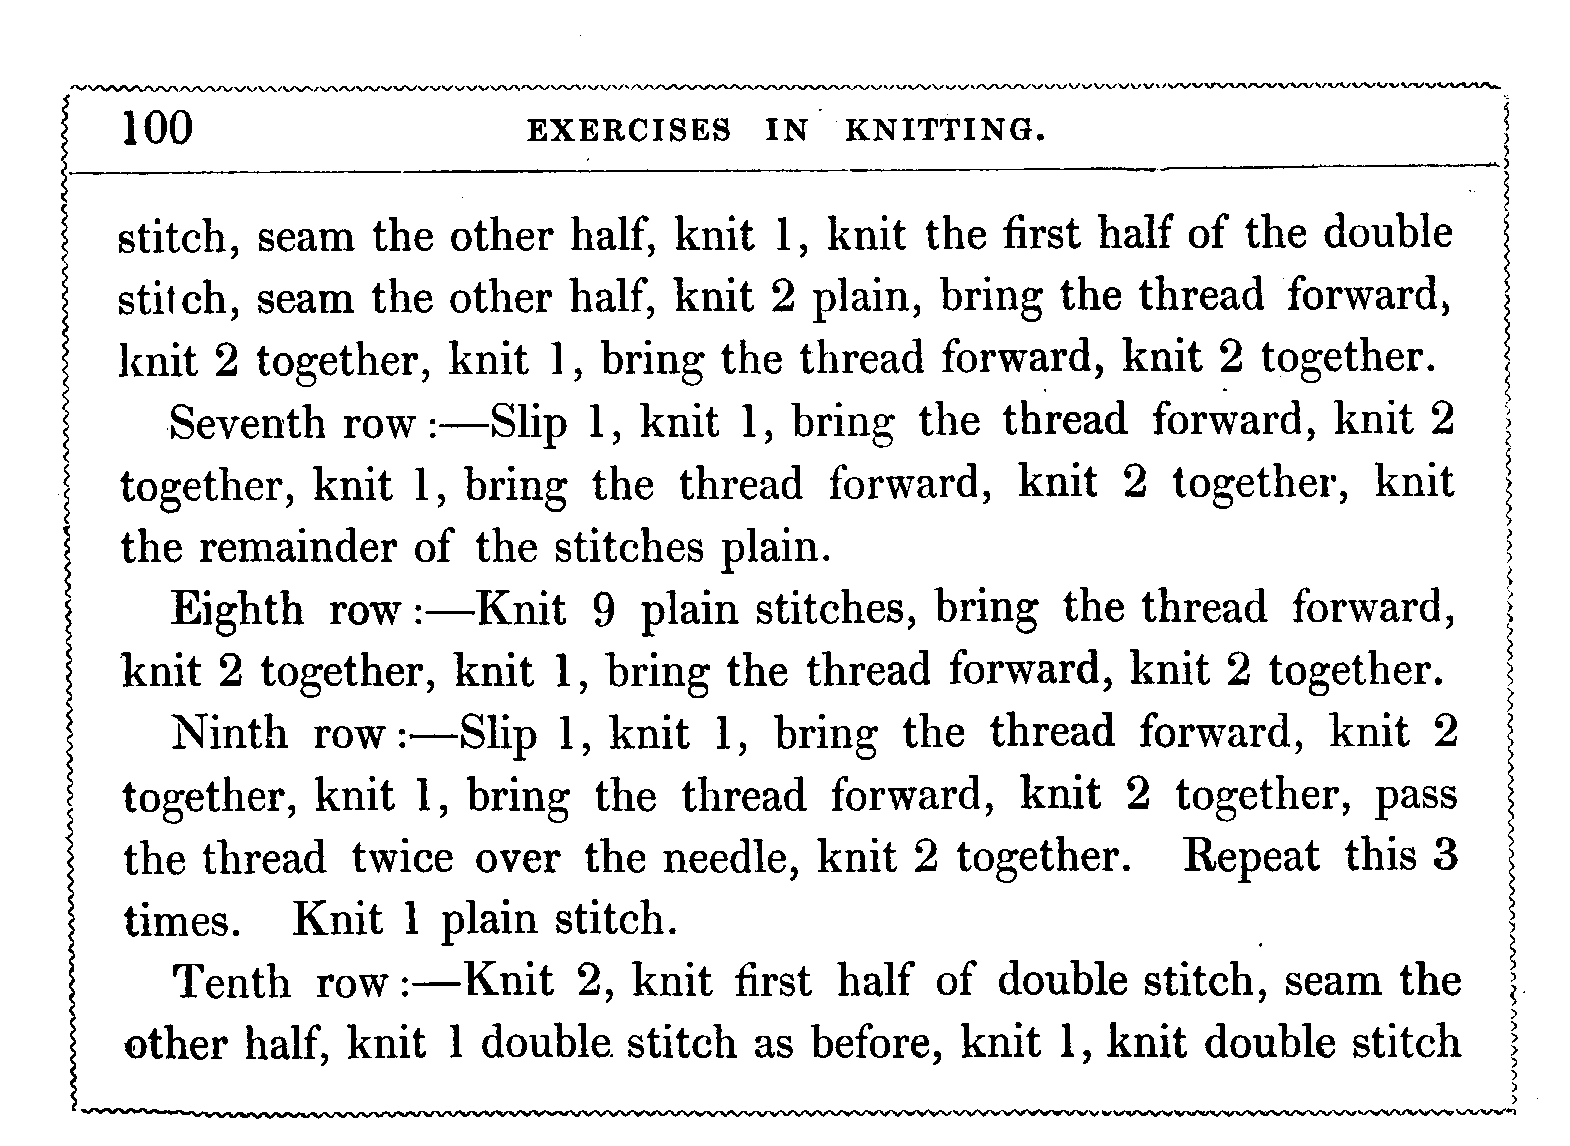 100 EXERCISES IN KNITTING.
stitch, seam the other half, knit 1, knit the first half of the double
stitch, seam the other half, knit 2 plain, bring the thread forward,
knit 2 together, knit 1, bring the thread forward, knit 2 together.
Seventh row:—Slip 1, knit 1, bring the thread forward, knit 2
together, knit 1, bring the thread forward, knit 2 together, knit
the remainder of the stitches plain.
Eighth row:—Knit 9 plain stitches, bring the thread forward,
knit 2 together, knit 1, bring the thread forward, knit 2 together.
Ninth row:—Slip 1, knit 1, bring the thread forward, knit 2
together, knit 1, bring the thread forward, knit 2 together, pass
the thread twice over the needle, knit 2 together. Repeat this 3
times. Knit 1 plain stitch.
Tenth row:—Knit 2, knit first half of double stitch, seam the
other half, knit 1 double stitch as before, knit 1, knit double stitch